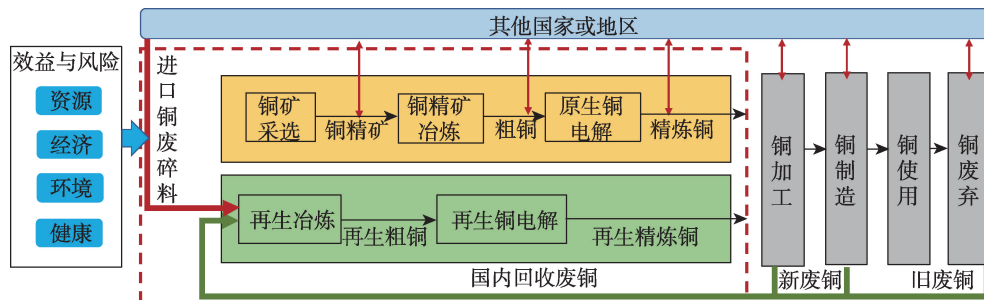 其他国家或地区
效益与风险
资源
经济
环境
健康
进口铜废碎料
铜矿采选
铜精矿
铜精矿冶炼
粗铜
原生铜电解
精炼铜
再生冶炼
再生粗铜
再生铜电解
再生精炼铜
国内回收废铜
铜加工
铜制造
铜使用
铜废弃
新废铜
旧废铜